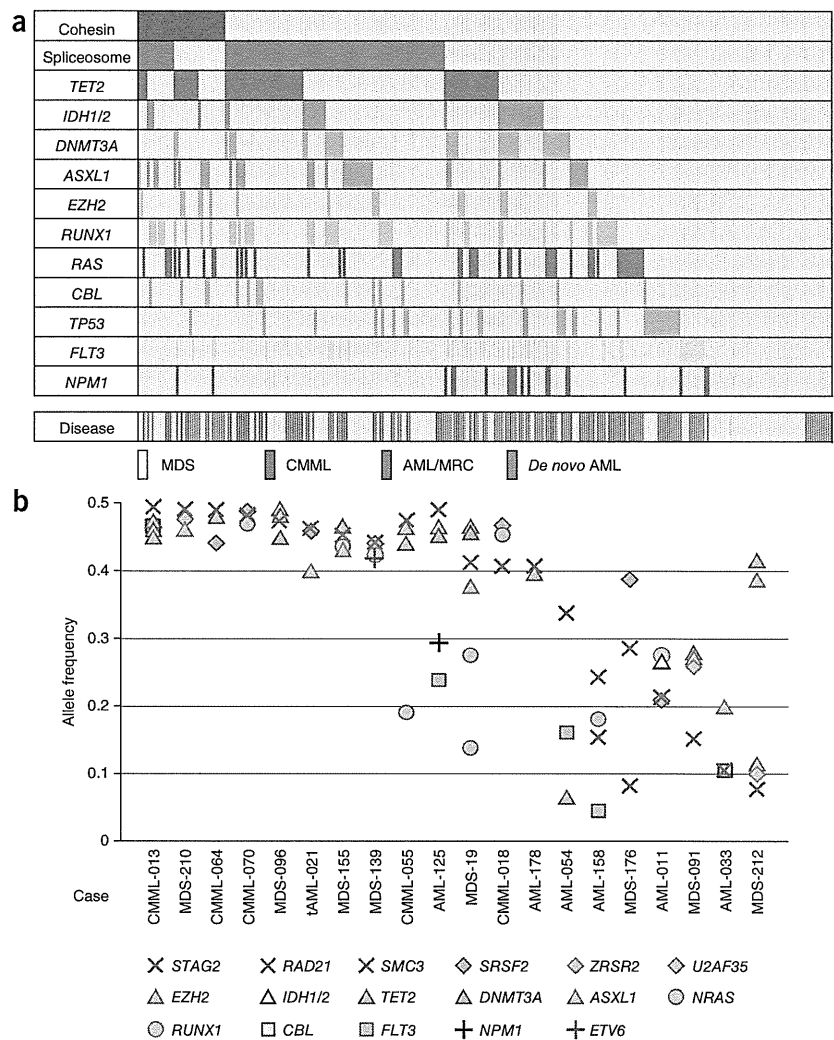 a
Cohesin
Spliceosome
TET2
IDH1/2
DNMT3A
ASXL1
EZH2
RUNX1
RAS
CBL
TP53
FLT3
NPM1
Disease
MDS CMML AML/MRC De novo AML
b
0.5
0.4
0.3
0.2
0.1
0
Allele frequency
Case
CMML-013
MDS-210
CMML-064
CMML-070
MDS-096
tAML-021
MDS-155
MDS-139
CMML-055
AML-125
MDS-19
CMML-018
AML-178
AML-054
AML-158
MDS-176
AML-011
MDS-091
AML-033
MDS-212
STAG2 RAD21 SMC3 SRSF2 ZRSR2 U2AF35
EZH2 IDH1/2 TET2 DNMT3A ASXL1 NRAS
RUNX1 CBL FLT3 NPM1 ETV6